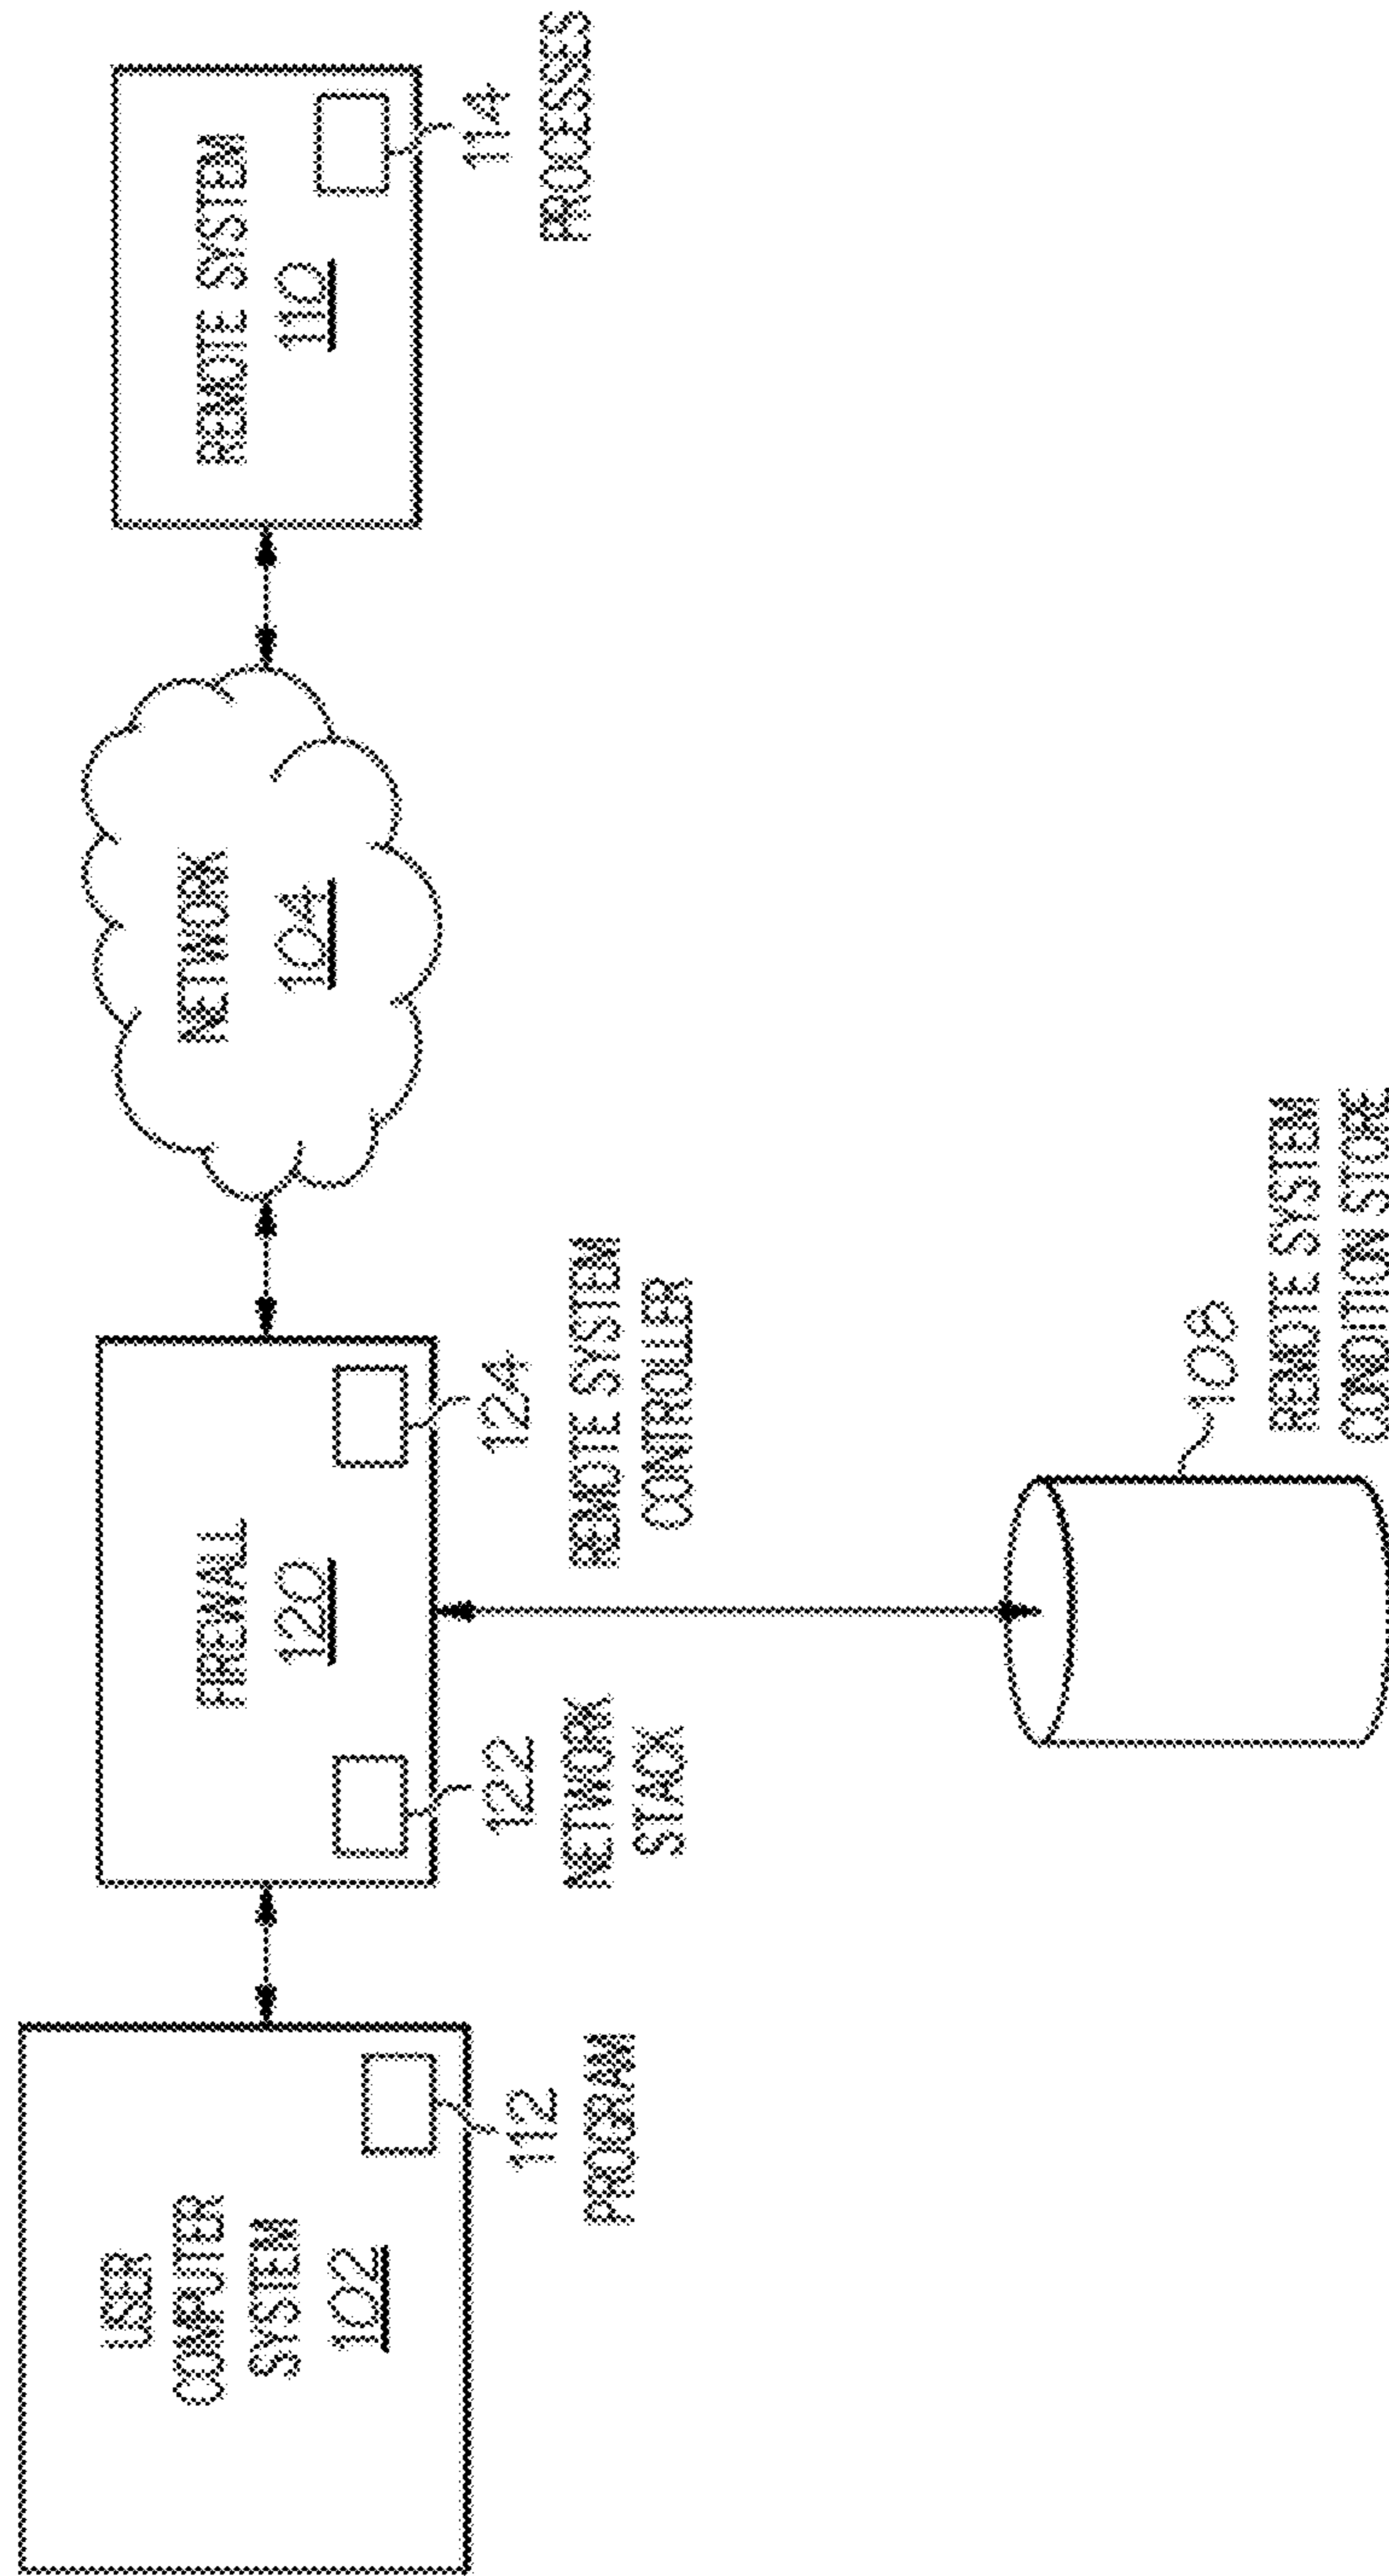 USER
COMPUTER
SYSTEM
102
112
PROGRAM
FIREWALL
120
122
NETWORK
STACK
124
REMOTE SYSTEM
CONTROLLER
NETWORK
104
REMOTE SYSTEM
110
114
PROCESSES
108
REMOTE SYSTEM
CONDITION STORE